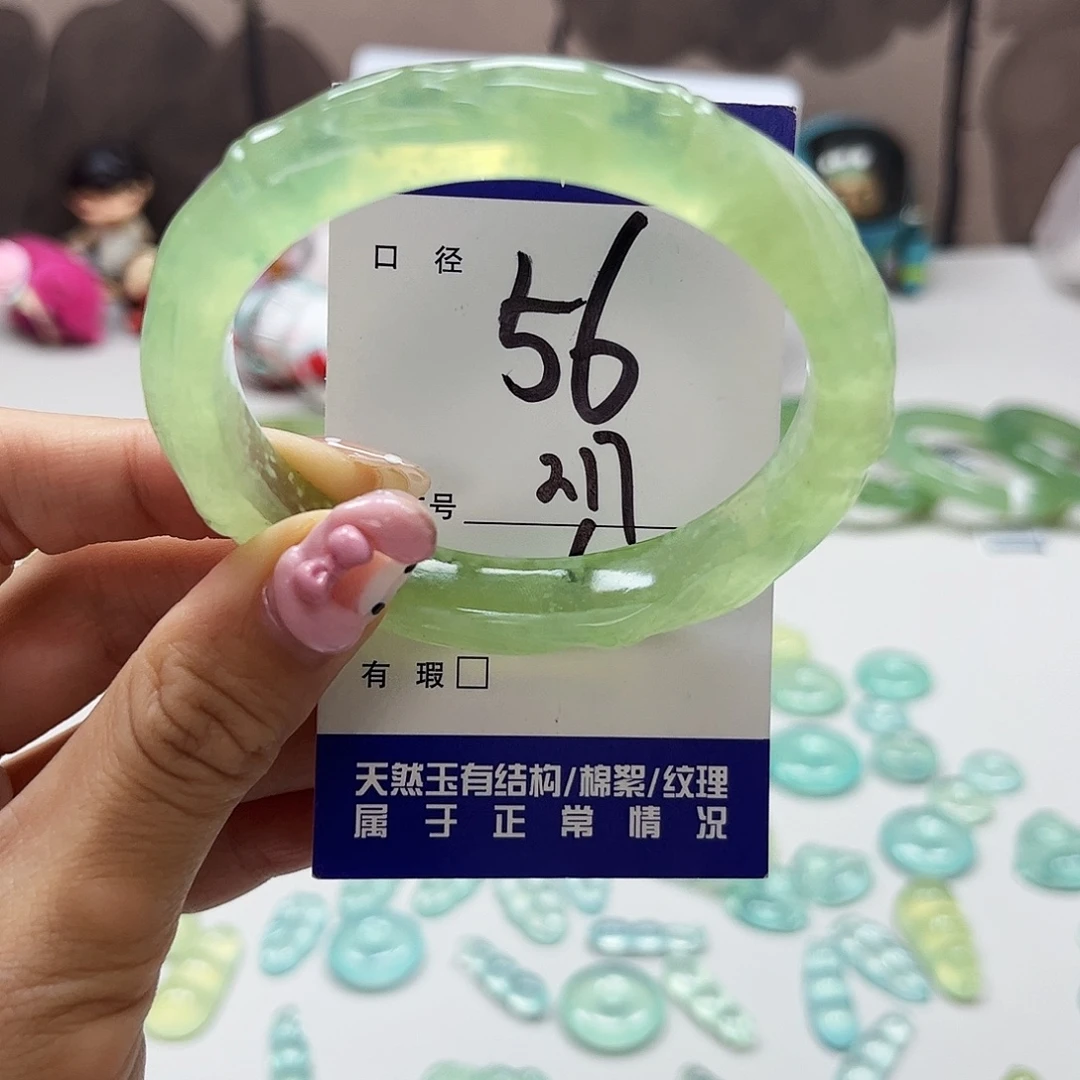 口 径
56
号
有 瑕 □
天然玉有结构/棉絮/纹理
属 于 正 常 情 况